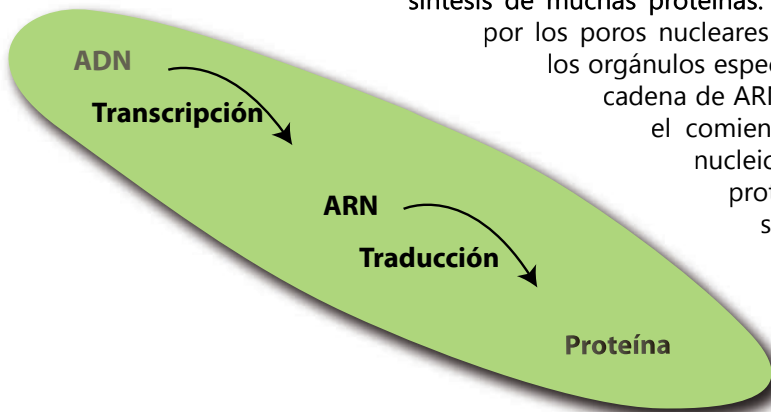 síntesis de muchas proteínas.
por los poros nucleares
los orgánulos
cadena de
el
ADN
Transcripción
ARN
Traducción
Proteína